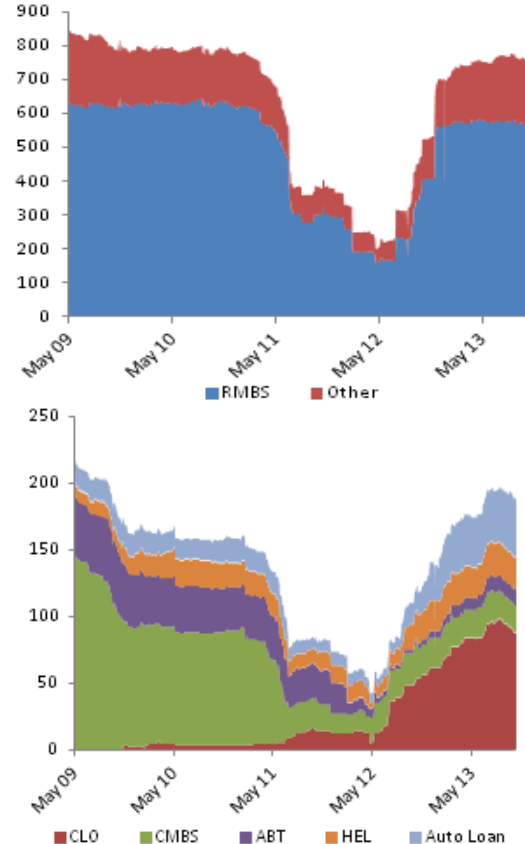 900
800
700
600
500
400
300
200
100
0
May 09
May 10
May 11
May 12
May 13
RMBS
Other
250
200
150
100
50
0
May 09
May 10
May 11
May 12
May 13
CLO
CMBS
ABT
HEL
Auto Loan